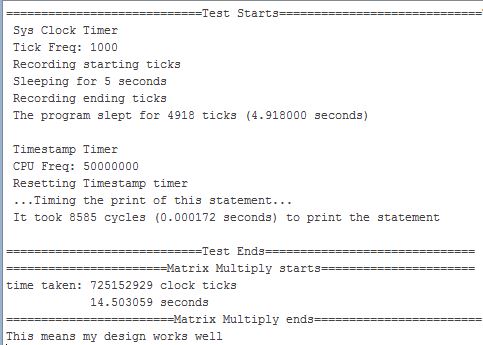 ============================Test Starts=============================
Sys Clock Timer
Tick Freq: 1000
Recording starting ticks
Sleeping for 5 seconds
Recording ending ticks
The program slept for 4918 ticks (4.918000 seconds)
Timestamp Timer
CPU Freq: 50000000
Resetting Timestamp timer
...Timing the print of this statement...
It took 8585 cycles (0.000172 seconds) to print the statement
============================Test Ends==============================
=======================Matrix Multiply starts======================
time taken: 725152929 clock ticks
14.503059 seconds
========================Matrix Multiply ends========================
This means my design works well